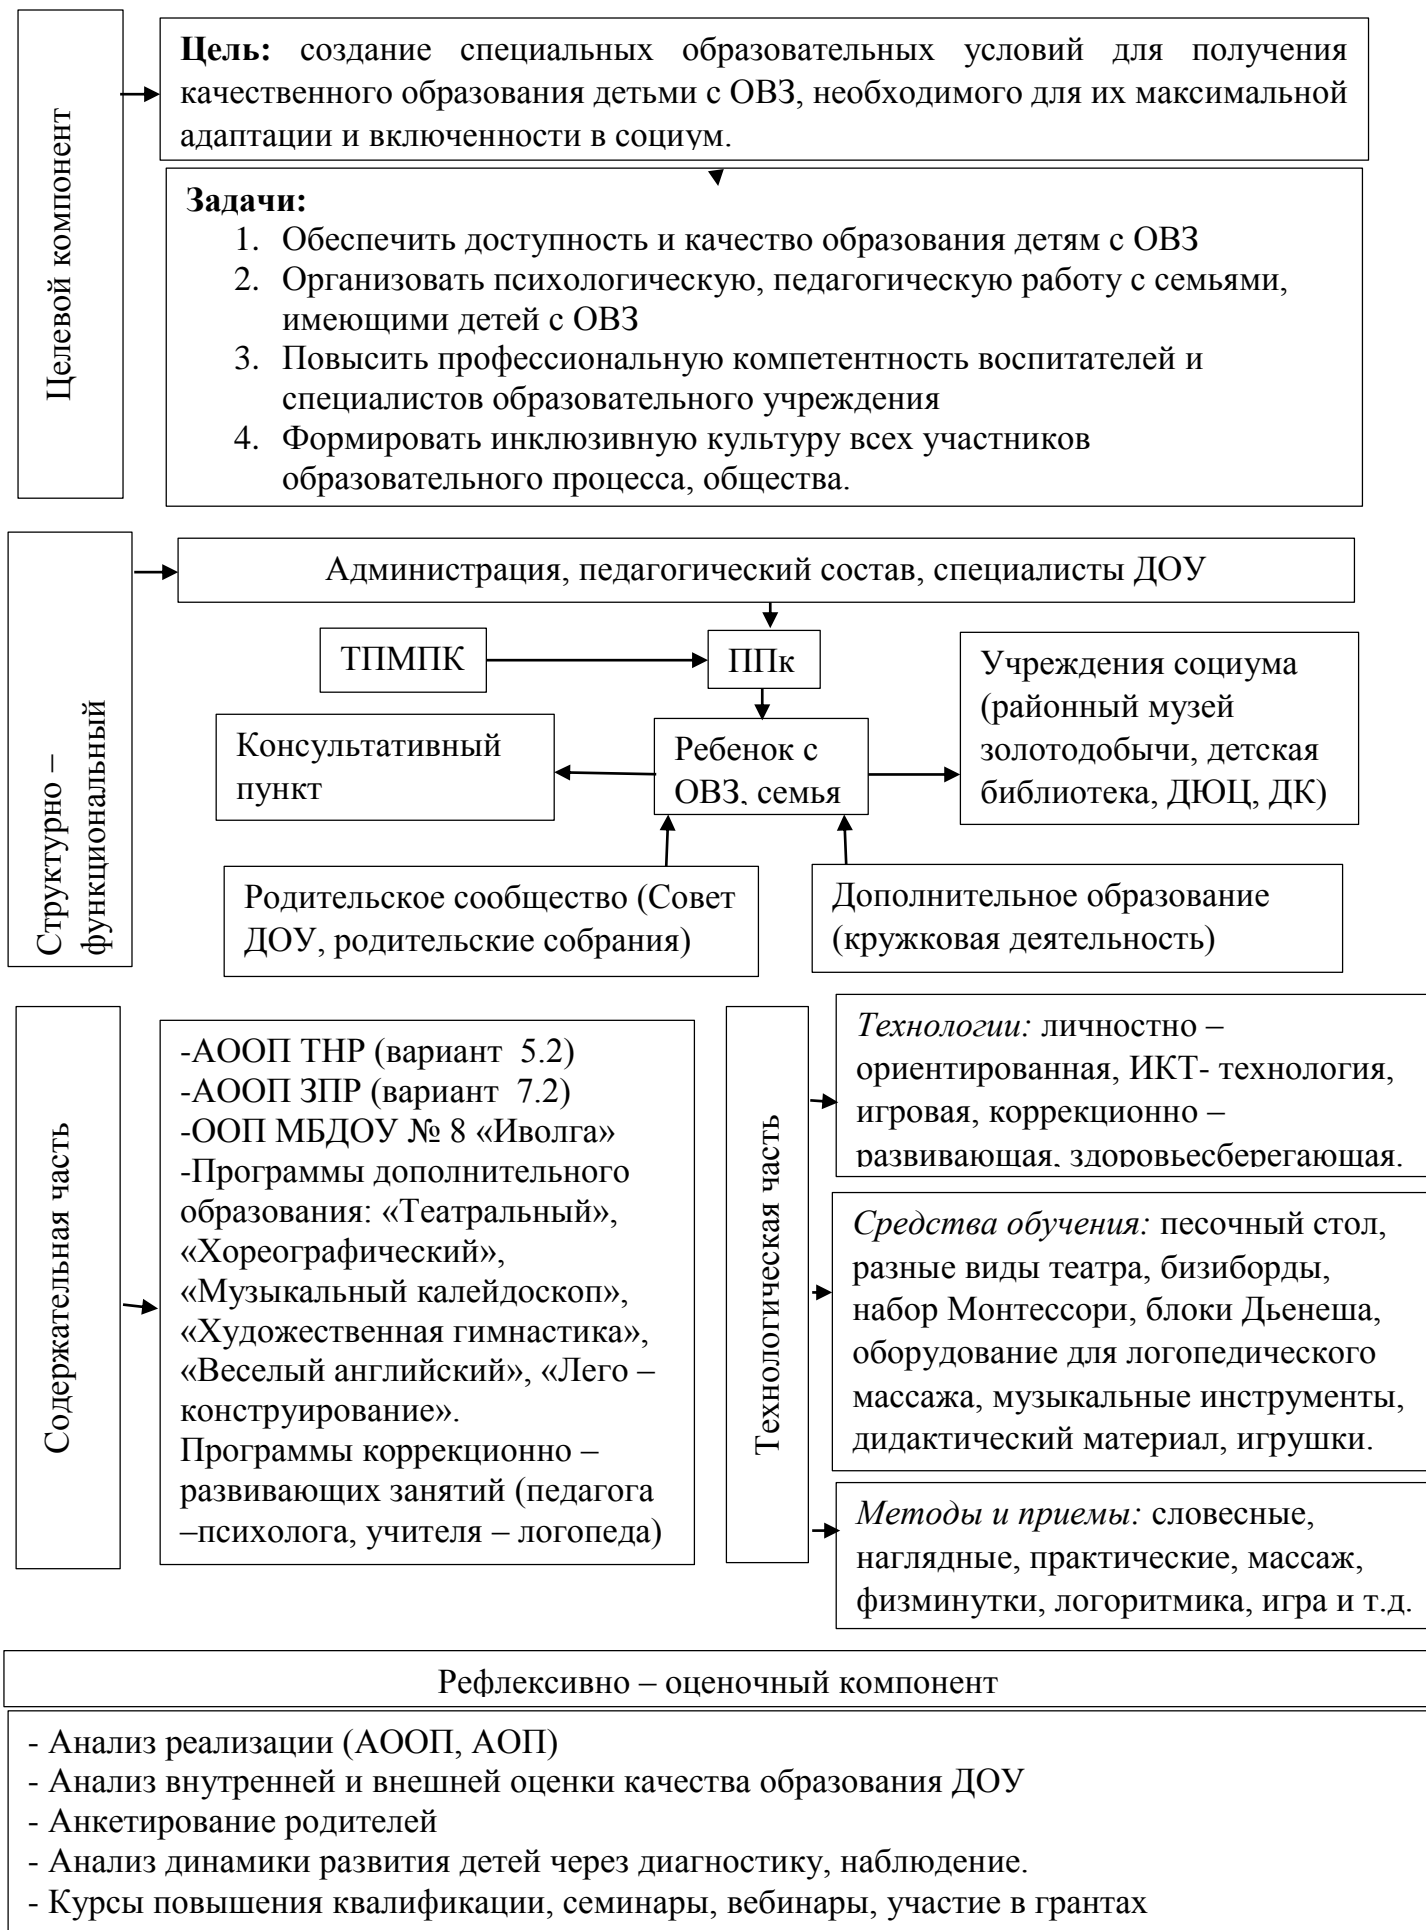 Целевой компонент
Цель: создание специальных образовательных условий для получения
качественного образования детьми с ОВЗ, необходимого для их максимальной
адаптации и включенности в социум.
Задачи:
1. Обеспечить доступность и качество образования детям с ОВЗ
2. Организовать психологическую, педагогическую работу с семьями,
имеющими детей с ОВЗ
3. Повысить профессиональную компетентность воспитателей и
специалистов образовательного учреждения
4. Формировать инклюзивную культуру всех участников
образовательного процесса, общества.
Структурно –
функциональный
Администрация, педагогический состав, специалисты ДОУ
ТПМПК
ППк
Учреждения социума
(районный музей
золотодобычи, детская
библиотека, ДЮЦ, ДК)
Консультативный
пункт
Ребенок с
ОВЗ, семья
Родительское сообщество (Совет
ДОУ, родительские собрания)
Дополнительное образование
(кружковая деятельность)
Содержательная часть
-АООП ТНР (вариант 5.2)
-АООП ЗПР (вариант 7.2)
-ООП МБДОУ № 8 «Иволга»
-Программы дополнительного
образования: «Театральный»,
«Хореографический»,
«Музыкальный калейдоскоп»,
«Художественная гимнастика»,
«Веселый английский», «Лего –
конструирование».
Программы коррекционно –
развивающих занятий (педагога
–психолога, учителя – логопеда)
Технологическая часть
Технологии: личностно –
ориентированная, ИКТ- технология,
игровая, коррекционно –
развивающая, здоровьесберегающая.
Средства обучения: песочный стол,
разные виды театра, бизиборды,
набор Монтессори, блоки Дьенеша,
оборудование для логопедического
массажа, музыкальные инструменты,
дидактический материал, игрушки.
Методы и приемы: словесные,
наглядные, практические, массаж,
физминутки, логоритмика, игра и т.д.
Рефлексивно – оценочный компонент
- Анализ реализации (АООП, АОП)
- Анализ внутренней и внешней оценки качества образования ДОУ
- Анкетирование родителей
- Анализ динамики развития детей через диагностику, наблюдение.
- Курсы повышения квалификации, семинары, вебинары, участие в грантах